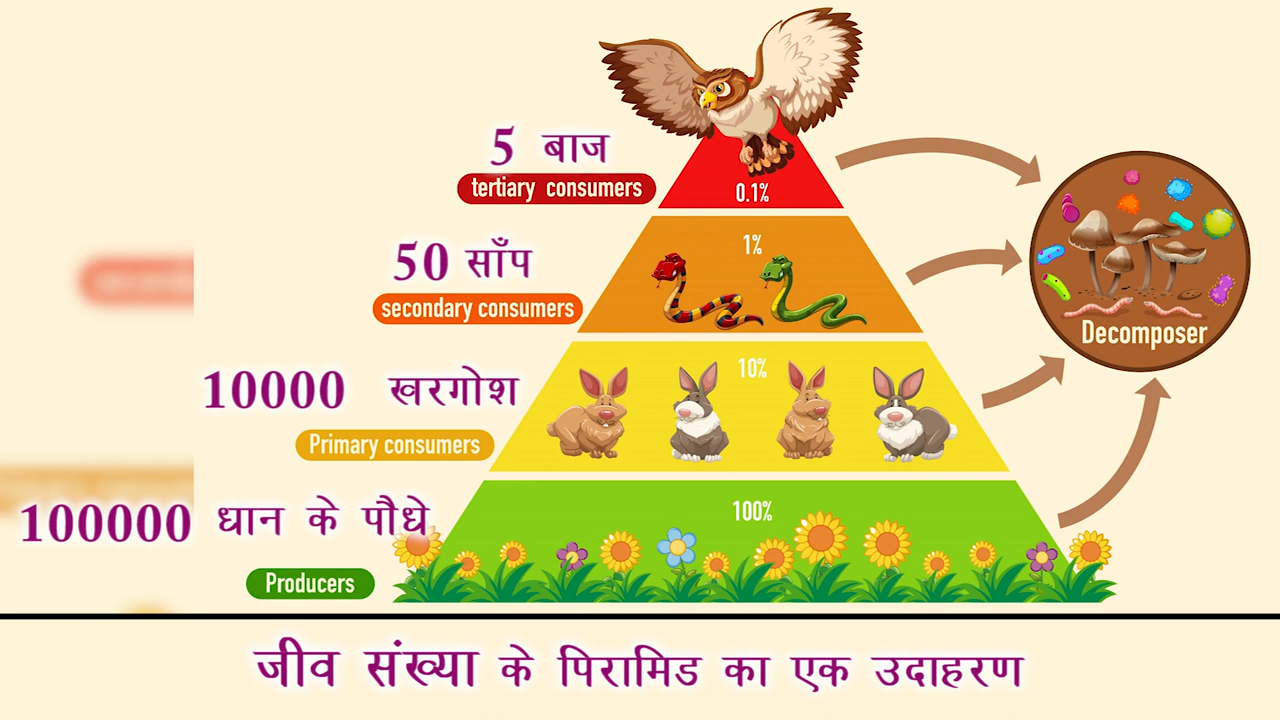 5 बाज
tertiary consumers
0.1%
50 साँप
1%
secondary consumers
10000 खरगोश
10%
Primary consumers
100000 धान के पौधे
100%
Producers
Decomposer
जीव संख्या के पिरामिड का एक उदाहरण